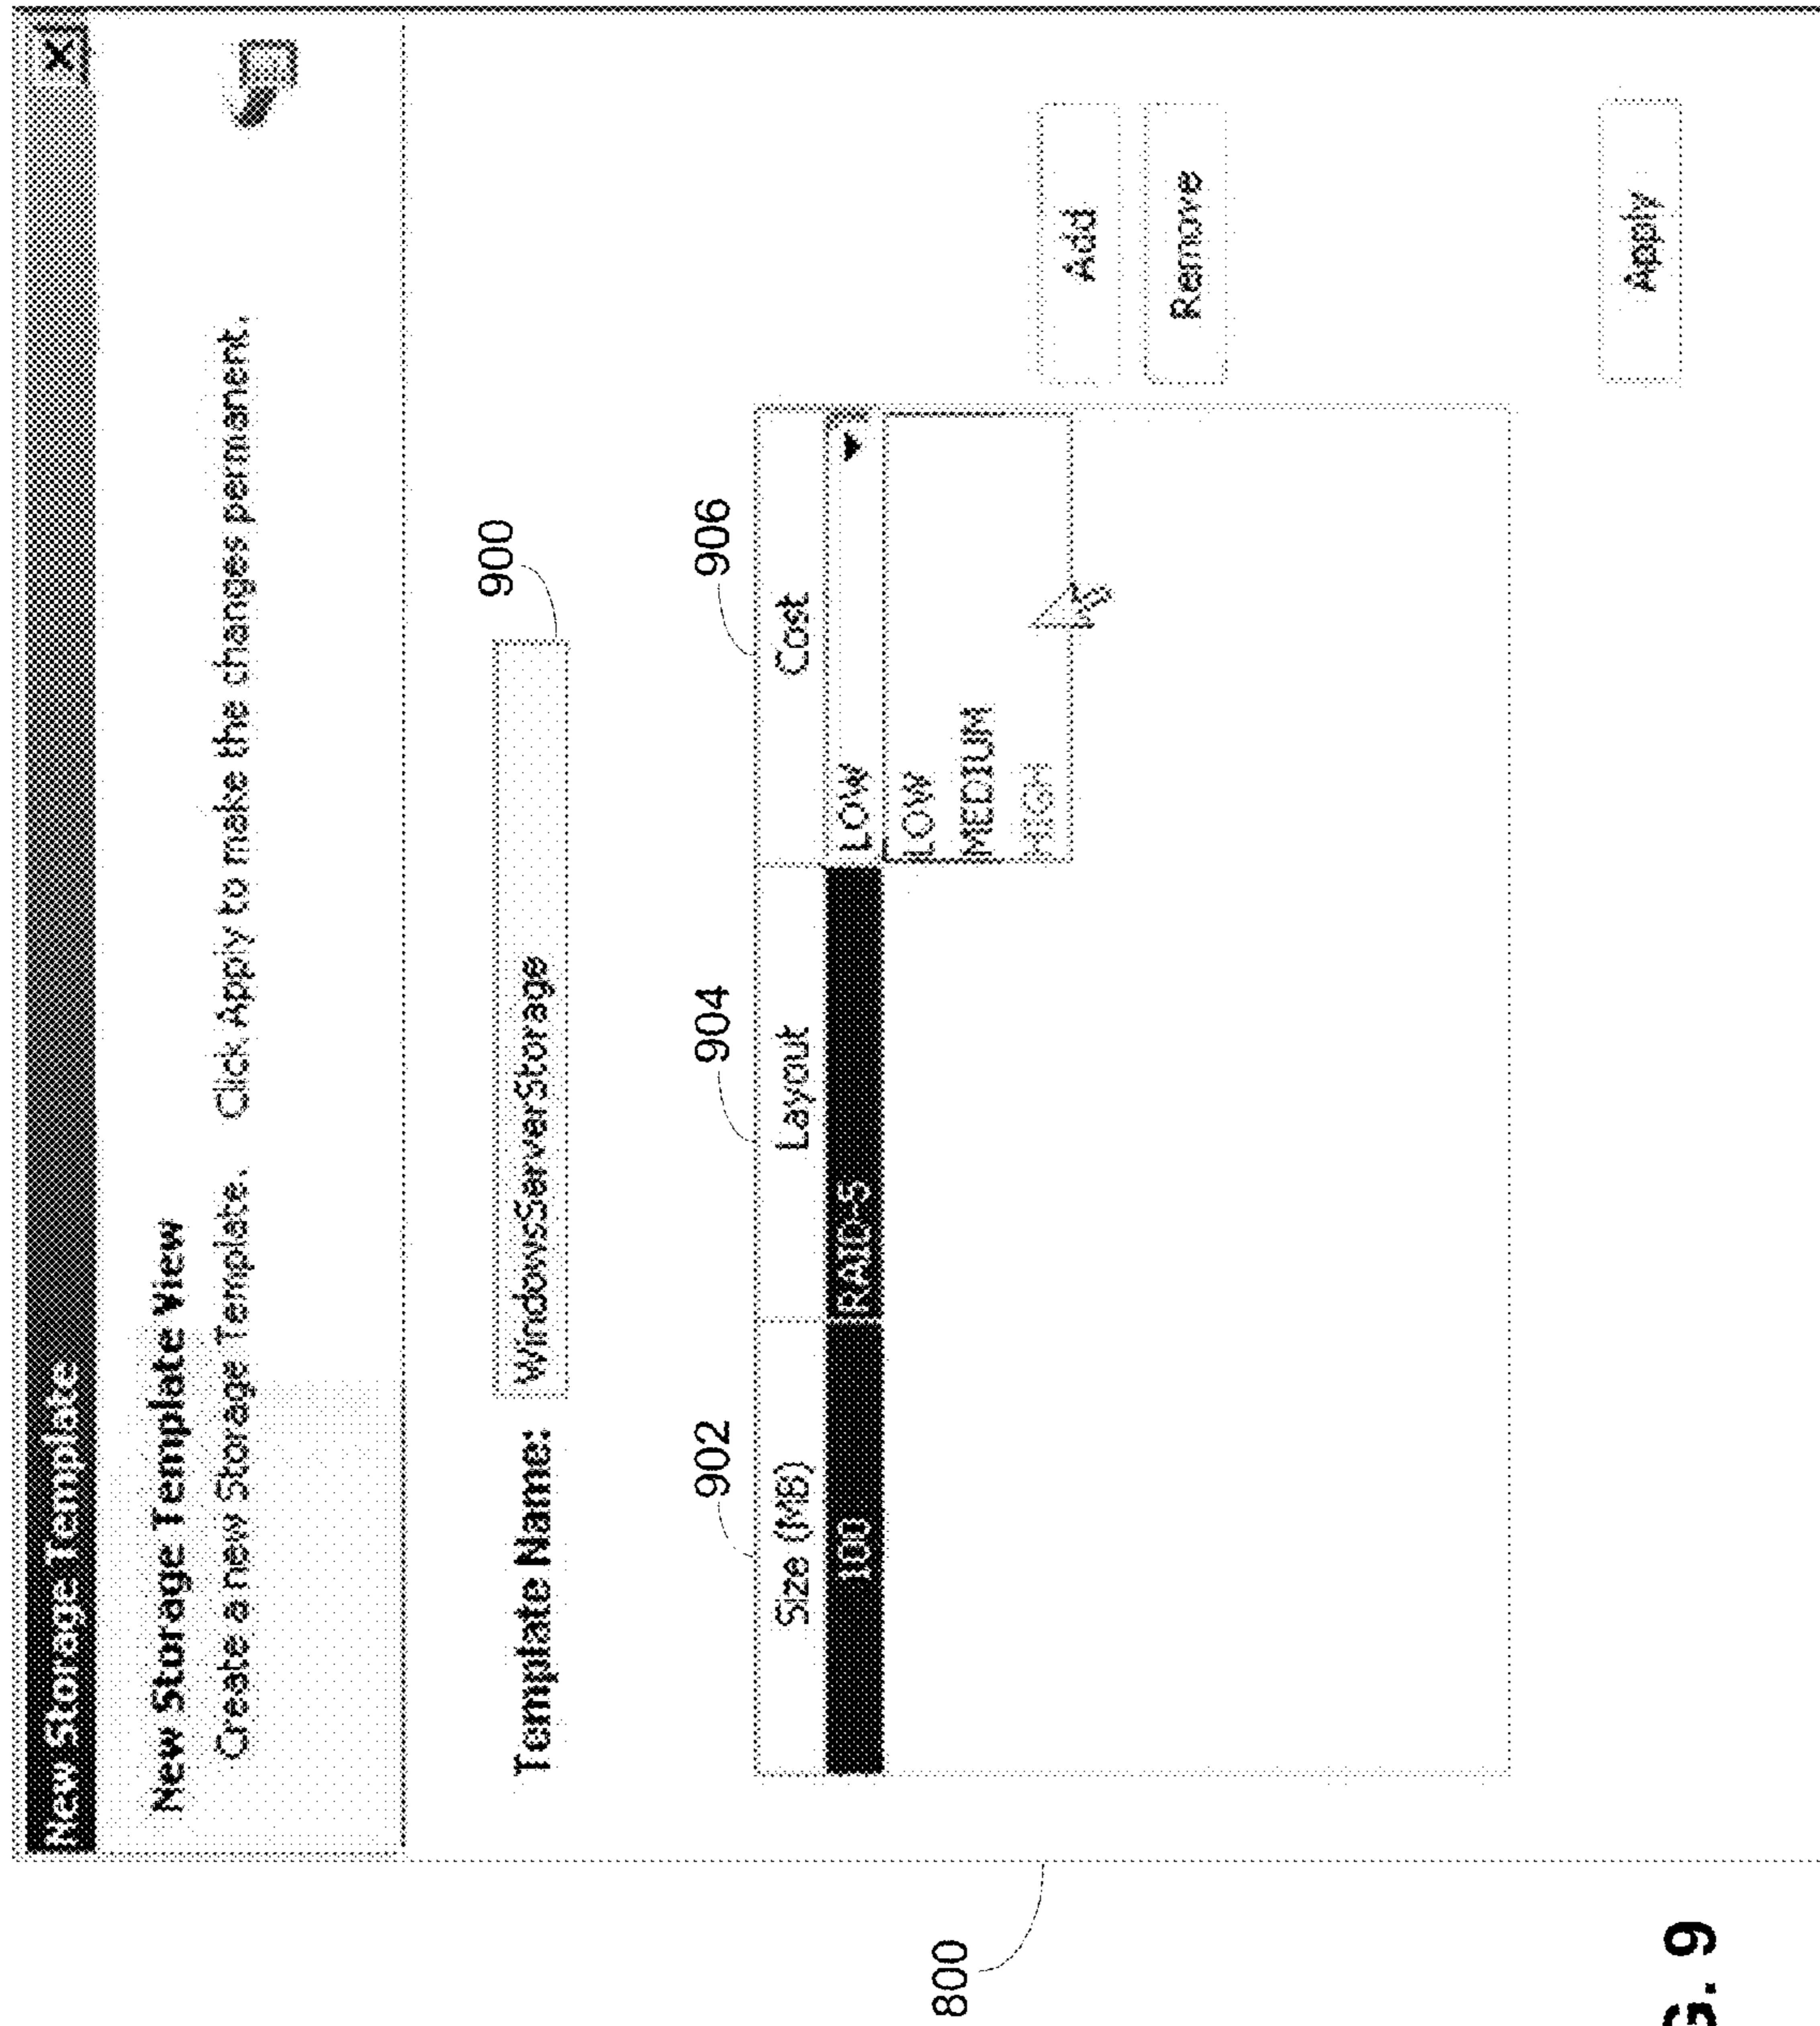 New Storage Template X
New Storage Template View
Create a new Storage Template. Click Apply to make the changes permanent.
900
Template Name: WindowsServerStorage
902 904 906
Size (MB) Layout Cost
100 RAID-5 LOW
LOW
MEDIUM
HIGH
Add
Remove
Apply
800
G. 9